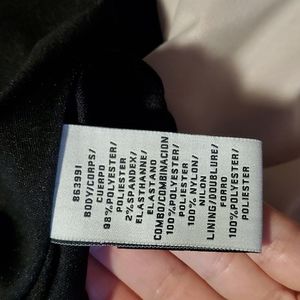 863991
BODY/CORPS/
CUERPO
98% POLYESTER/
POLIESTER
2% SPANDEX/
ELASTHANNE/
ELASTANO
COMBO/COMBINACION
100% POLYESTER/
POLIESTER
100% NYLON/
NILON
LINING/DOUBLURE/
FORRO
100% POLYESTER/
POLIESTER